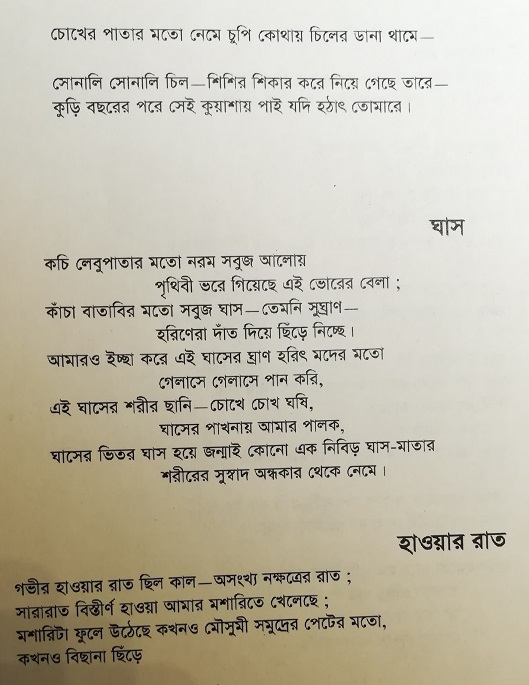 চোখের পাতার মতো নেমে চুপি কোথায় চিলের ডানা থামে—
সোনালি সোনালি চিল—শিশির শিকার করে নিয়ে গেছে তারে—
কুড়ি বছরের পরে সেই কুয়াশায় পাই যদি হঠাৎ তোমারে।
ঘাস
কচি লেবুপাতার মতো নরম সবুজ আলোয়
পৃথিবী ভরে গিয়েছে এই ভোরের বেলা;
কাঁচা বাতাবির মতো সবুজ ঘাস—তেমনি সুঘ্রাণ—
হরিণেরা দাঁত দিয়ে ছিঁড়ে নিচ্ছে।
আমারও ইচ্ছা করে এই ঘাসের ঘ্রাণ হরিৎ মদের মতো
গেলাসে গেলাসে পান করি,
এই ঘাসের শরীর ছানি—চোখে চোখ ঘষি,
ঘাসের পাখনায় আমার পালক,
ঘাসের ভিতর ঘাস হয়ে জন্মাই কোনো এক নিবিড় ঘাস-মাতার
শরীরের সুস্বাদ অন্ধকার থেকে নেমে।
হাওয়ার রাত
গভীর হাওয়ার রাত ছিল কাল—অসংখ্য নক্ষত্রের রাত;
সারারাত বিস্তীর্ণ হাওয়া আমার মশারিতে খেলেছে;
মশারিটা ফুলে উঠেছে কখনও মৌসুমী সমুদ্রের পেটের মতো,
কখনও বিছানা ছিঁড়ে